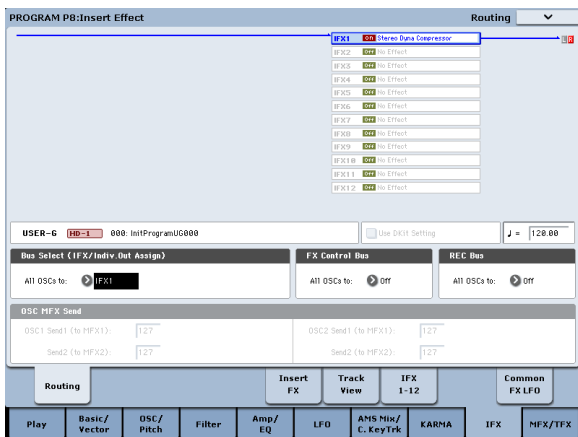 PROGRAM P8:Insert Effect Routing
IFX1 On Stereo Dyna Compressor
L R
IFX2 Off No Effect
IFX3 Off No Effect
IFX4 Off No Effect
IFX5 Off No Effect
IFX6 Off No Effect
IFX7 Off No Effect
IFX8 Off No Effect
IFX9 Off No Effect
IFX10 Off No Effect
IFX11 Off No Effect
IFX12 Off No Effect
USER-G HD-1 000: InitProgramUG000 Use DKit Setting ♩ = 120.00
Bus Select (IFX/Indiv.Out Assign) FX Control Bus REC Bus
All OSCs to: IFX1 All OSCs to: Off All OSCs to: Off
OSC MFX Send
OSC1 Send1 (to MFX1): 127 OSC2 Send1 (to MFX1): 127
Send2 (to MFX2): 127 Send2 (to MFX2): 127
Routing Insert FX Track View IFX 1-12 Common FX LFO
Play Basic/Vector OSC/Pitch Filter Amp/EQ LFO AMS Mix/C.KeyTrk KARMA IFX MFX/TFX